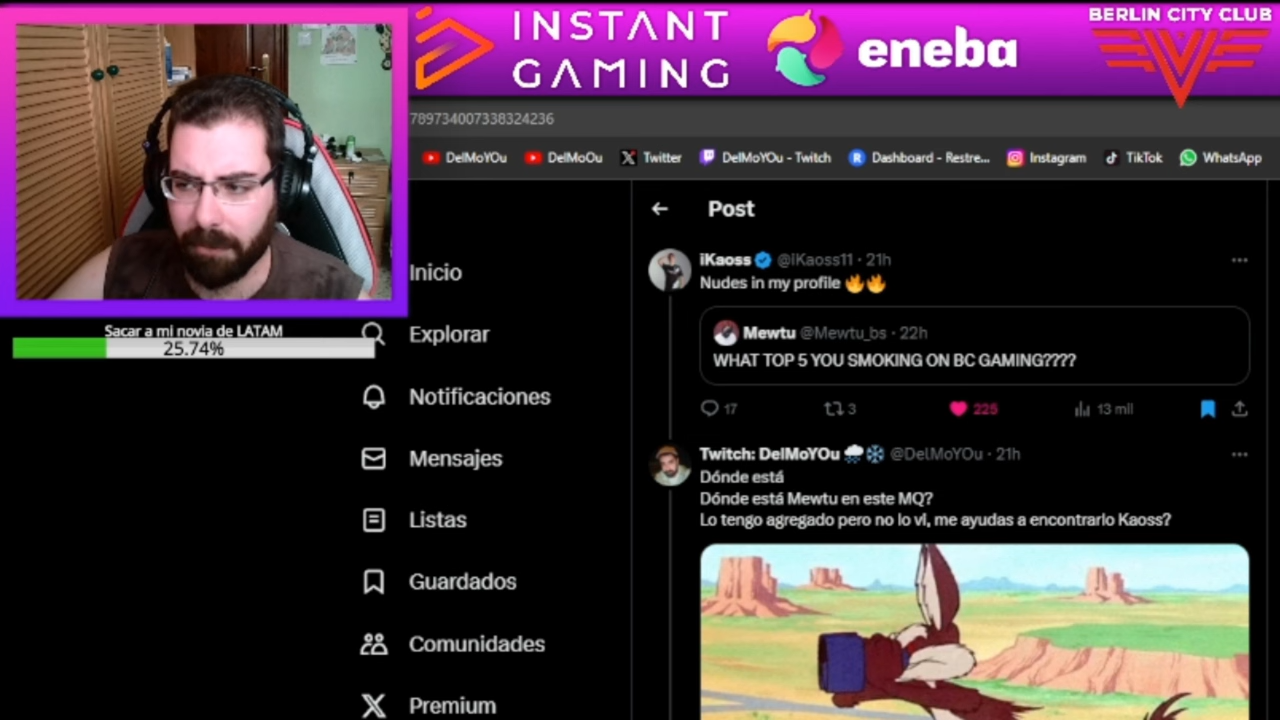 INSTANT
GAMING
eneba
BERLIN CITY CLUB
789734007338324236
DelMoYOu
DelMoOu
Twitter
DelMoYOu - Twitch
Dashboard - Restre...
Instagram
TikTok
WhatsApp
Sacar a mi novia de LATAM
25.74%
Inicio
Explorar
Notificaciones
Mensajes
Listas
Guardados
Comunidades
Premium
Post
iKaoss @iKaoss11 · 21h
Nudes in my profile 🔥🔥
Mewtu @Mewtu_bs · 22h
WHAT TOP 5 YOU SMOKING ON BC GAMING????
17 3 225 13 mil
Twitch: DelMoYOu 🌧️❄️ @DelMoYOu · 21h
Dónde está
Dónde está Mewtu en este MQ?
Lo tengo agregado pero no lo vI, me ayudas a encontrarlo Kaoss?